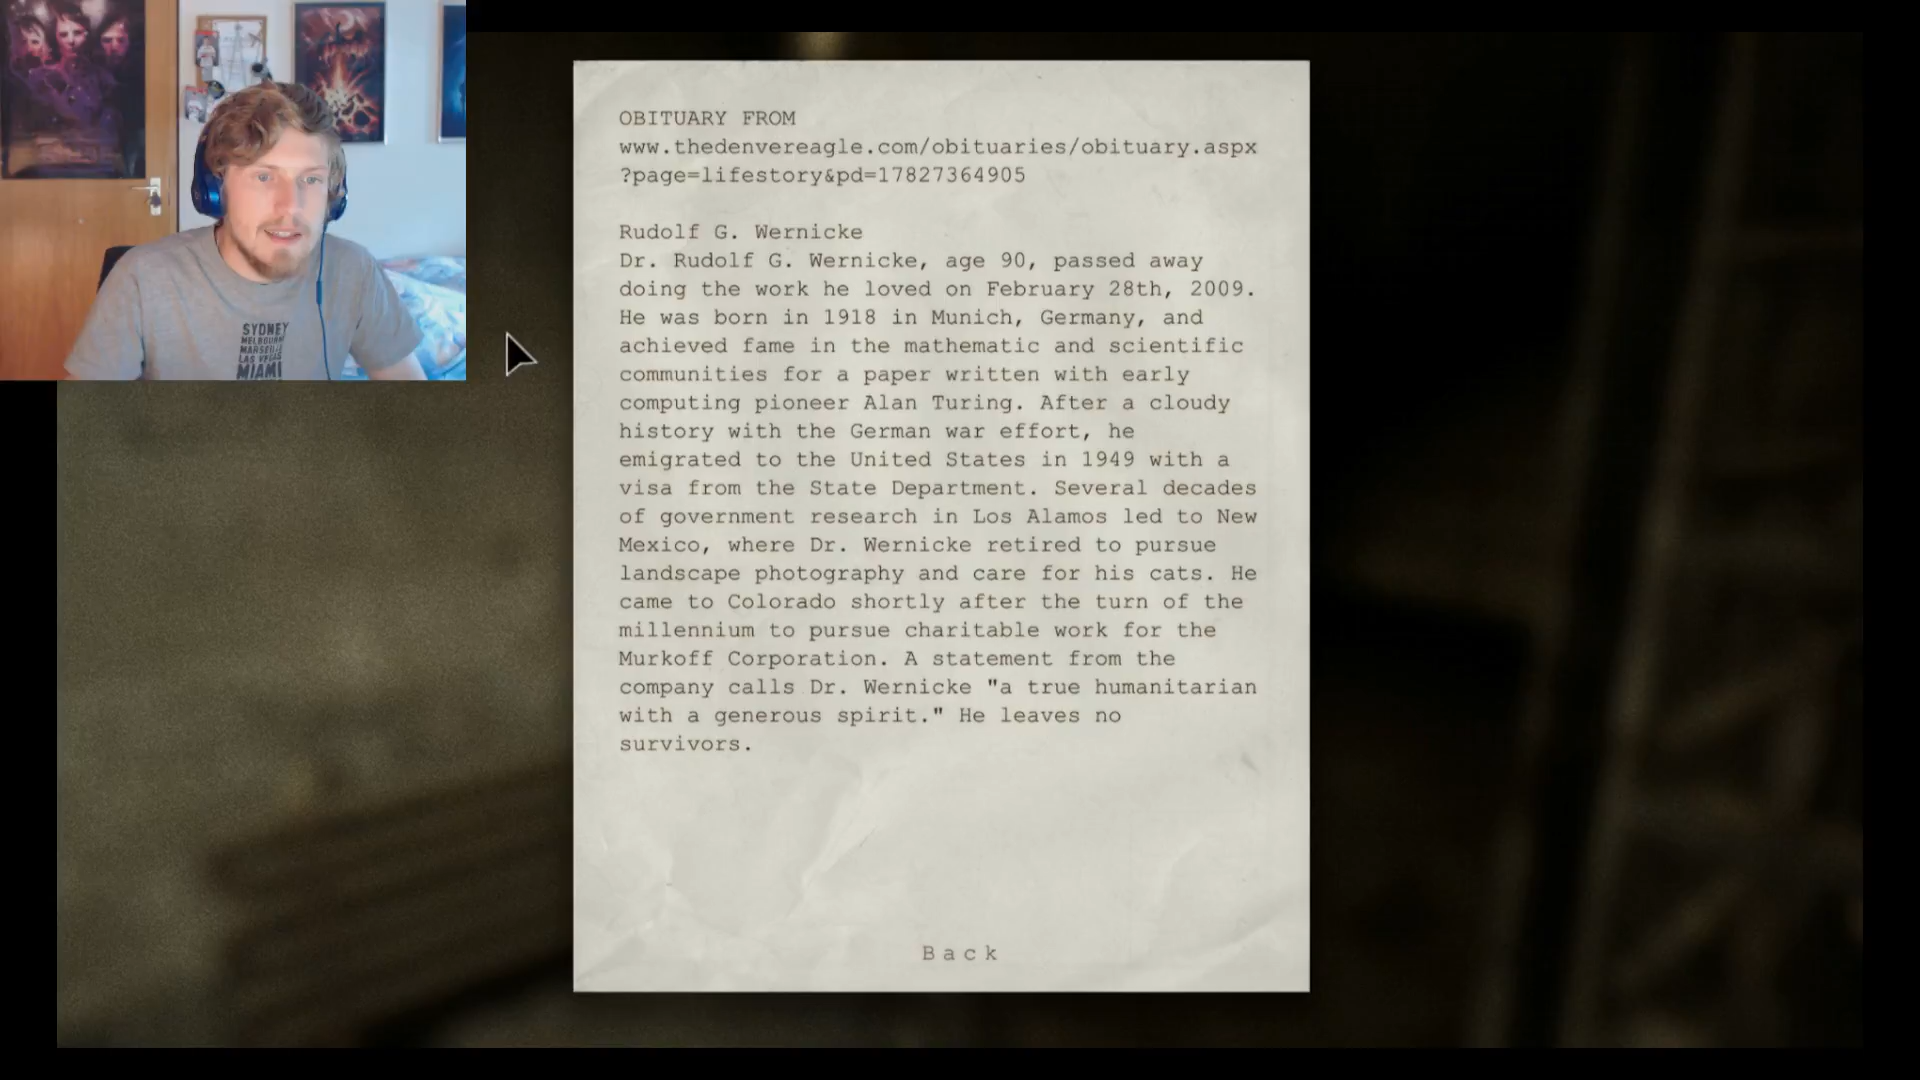 OBITUARY FROM
www.thedenvereagle.com/obituaries/obituary.aspx
?page=lifestory&pd=17827364905
Rudolf G. Wernicke
Dr. Rudolf G. Wernicke, age 90, passed away
doing the work he loved on February 28th, 2009.
He was born in 1918 in Munich, Germany, and
achieved fame in the mathematic and scientific
communities for a paper written with early
computing pioneer Alan Turing. After a cloudy
history with the German war effort, he
emigrated to the United States in 1949 with a
visa from the State Department. Several decades
of government research in Los Alamos led to New
Mexico, where Dr. Wernicke retired to pursue
landscape photography and care for his cats. He
came to Colorado shortly after the turn of the
millennium to pursue charitable work for the
Murkoff Corporation. A statement from the
company calls Dr. Wernicke "a true humanitarian
with a generous spirit." He leaves no
survivors.
Back
SYDNEY
MELBOURNE
MARSEILLE
LAS VEGAS
MIAMI